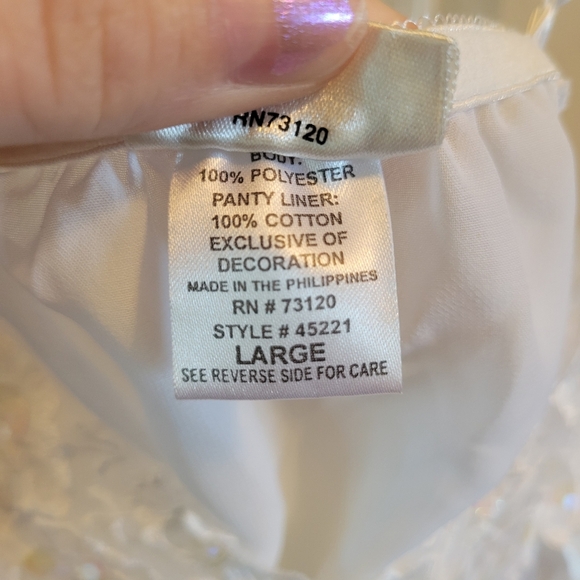 RN73120
BODY:
100% POLYESTER
PANTY LINER:
100% COTTON
EXCLUSIVE OF
DECORATION
MADE IN THE PHILIPPINES
RN # 73120
STYLE # 45221
LARGE
SEE REVERSE SIDE FOR CARE